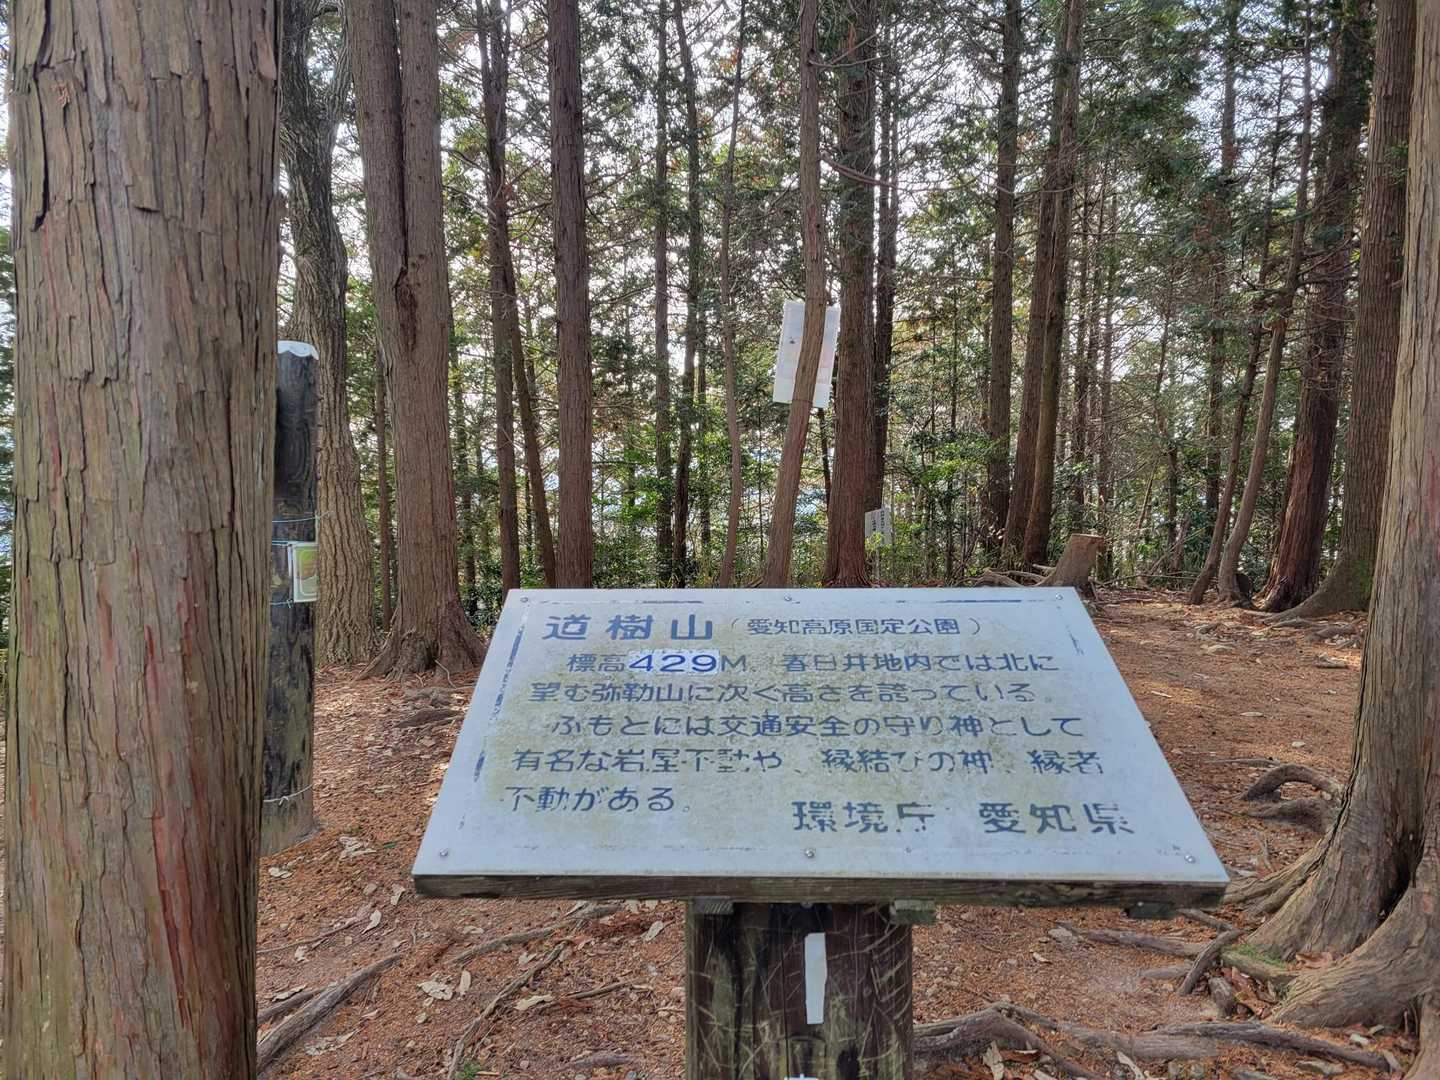 道樹山（愛知高原国定公園）
標高429M、春日井地内では北に
望む弥勒山に次ぐ高さを誇っている。
ふもとには交通安全の守り神として
有名な岩屋不動や、縁結びの神、縁者
不動がある。
環境庁 愛知県